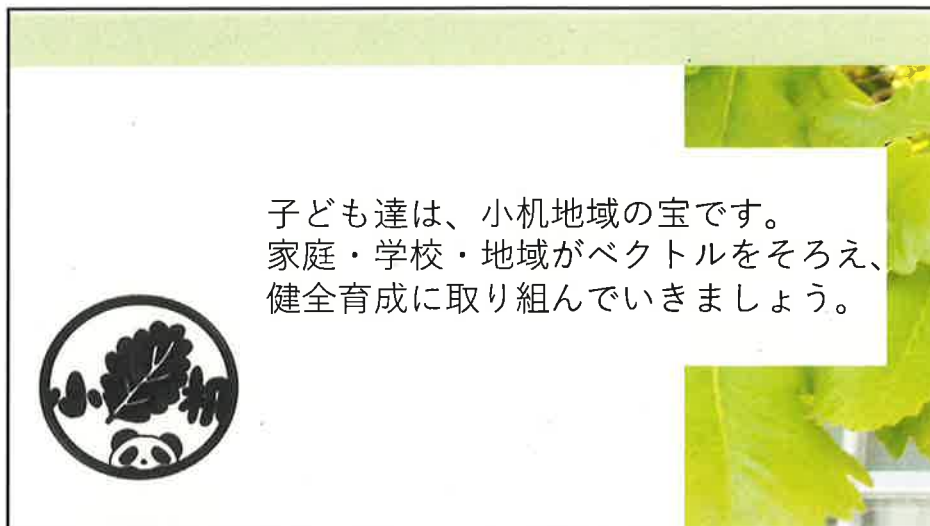 子ども達は、小机地域の宝です。
家庭・学校・地域がベクトルをそろえ、
健全育成に取り組んでいきましょう。
小机